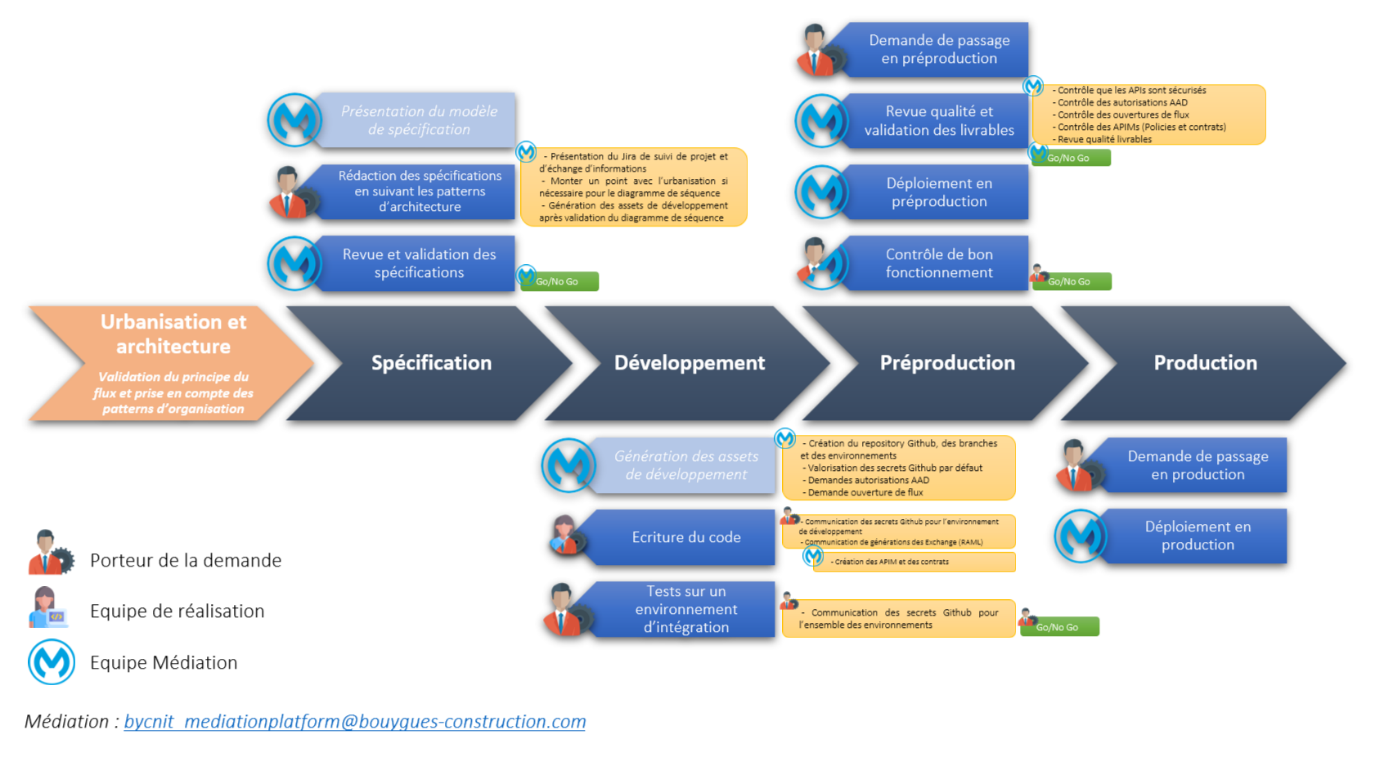 Demande de passage
en préproduction
Présentation du modèle
de spécification
Revue qualité et
validation des livrables
- Contrôle que les APIs sont sécurisés
- Contrôle des autorisations AAD
- Contrôle des ouvertures de flux
- Contrôle des APIMs (Policies et contrats)
- Revue qualité livrables
Go/No Go
Rédaction des spécifications
en suivant les patterns
d'architecture
- Présentation du Jira de suivi de projet et
d'échange d'informations
- Monter un point avec l'urbanisation si
nécessaire pour le diagramme de séquence
- Génération des assets de développement
après validation du diagramme de séquence
Déploiement en
préproduction
Revue et validation des
spécifications
Go/No Go
Contrôle de bon
fonctionnement
Go/No Go
Urbanisation et
architecture
Validation du principe du
flux et prise en compte des
patterns d'organisation
Spécification
Développement
Préproduction
Production
Génération des assets
de développement
- Création du repository Github, des branches
et des environnements
- Valorisation des secrets Github par défaut
- Demandes autorisations AAD
- Demande ouverture de flux
Demande de passage
en production
Ecriture du code
- Communication des secrets Github pour l'environnement
de développement
- Communication de générations des Exchange (RAML)
- Création des APIM et des contrats
Déploiement en
production
Tests sur un
environnement
d'intégration
- Communication des secrets Github pour
l'ensemble des environnements
Go/No Go
Porteur de la demande
Equipe de réalisation
Equipe Médiation
Médiation : bycnit_mediationplatform@bouygues-construction.com